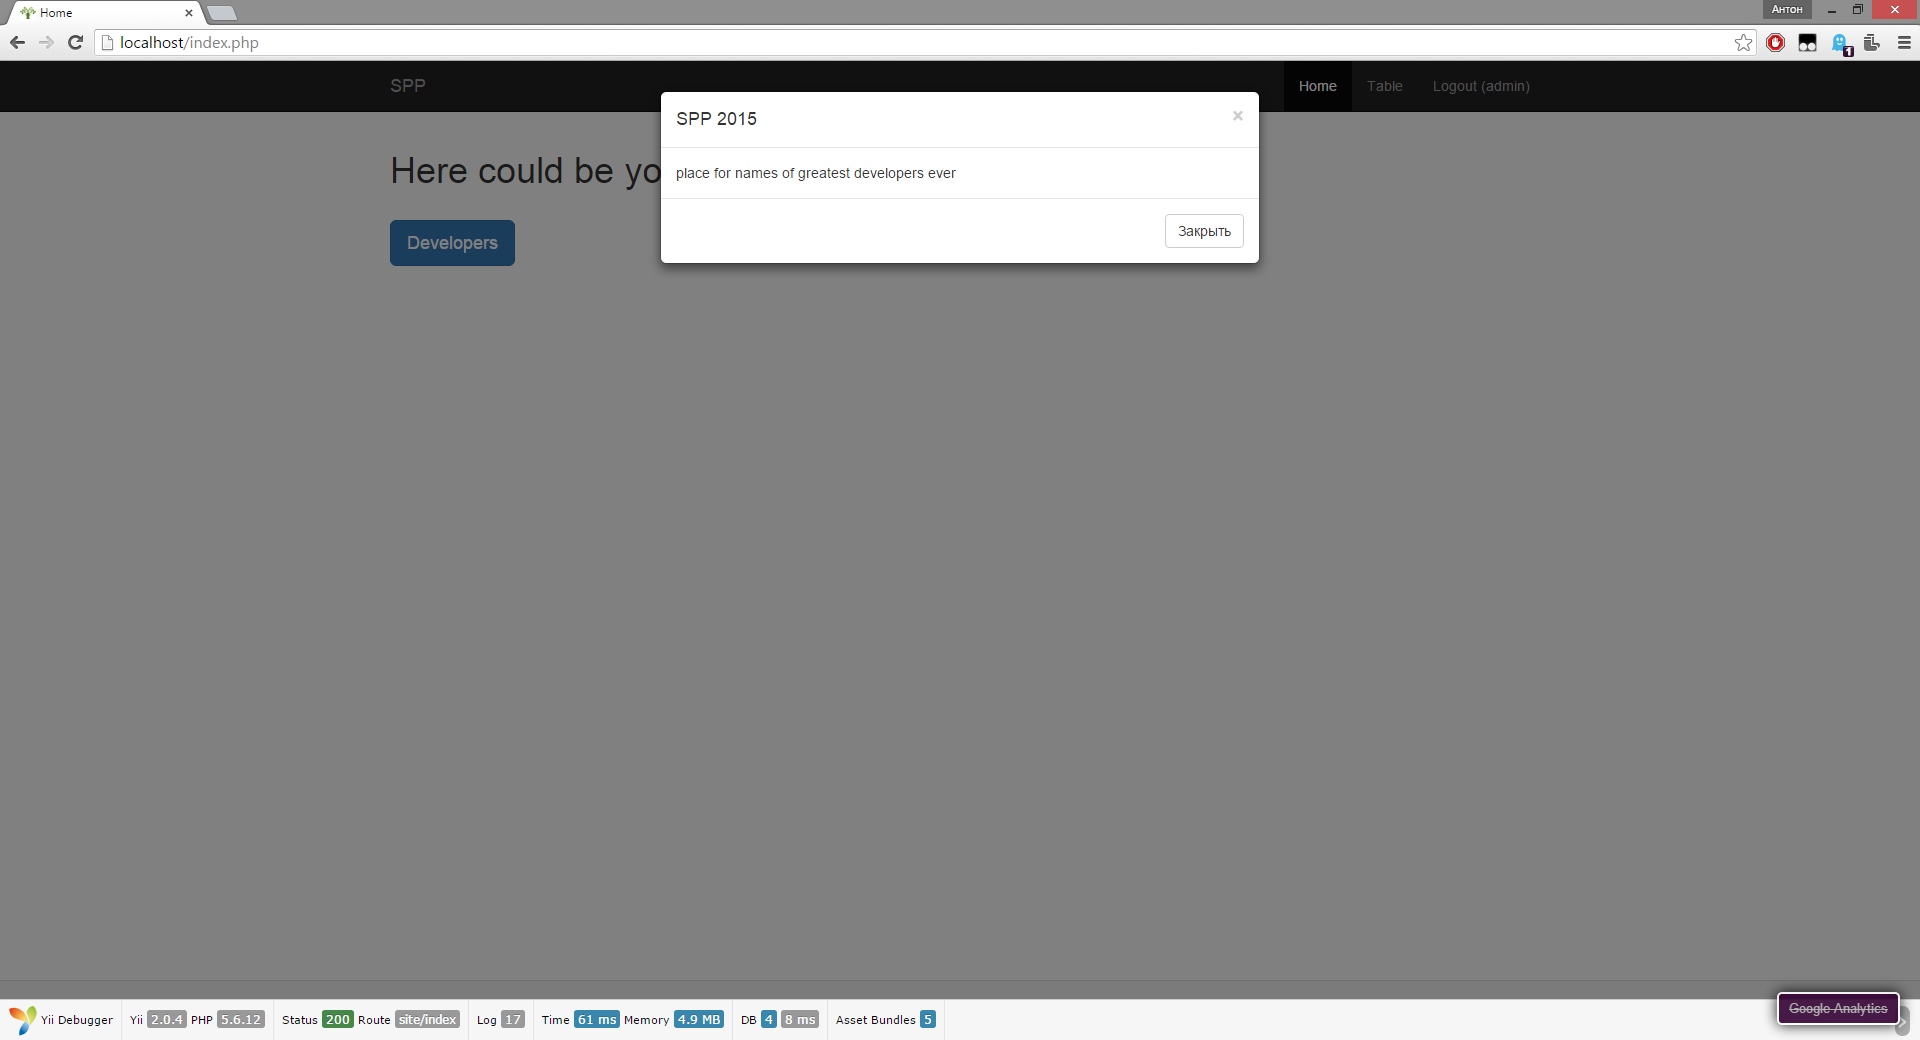 Home
Антон
localhost/index.php
1
SPP
Home Table Logout (admin)
SPP 2015
×
Here could be yo
place for names of greatest developers ever
Developers
Закрыть
Yii Debugger Yii 2.0.4 PHP 5.6.12 Status 200 Route site/index Log 17 Time 61 ms Memory 4.9 MB DB 4 8 ms Asset Bundles 5
Google Analytics